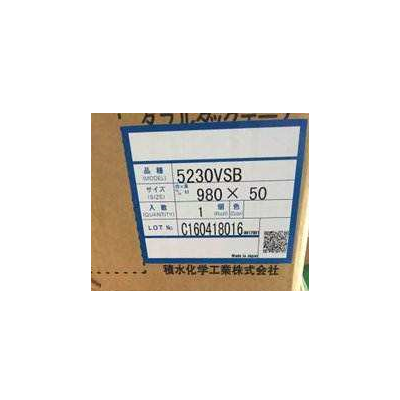 ダブルタックテープ
品種 (MODEL) 5230VSB
サイズ (SIZE) 980 × 50
入数 (QUANTITY) 1 個 色
LOT No C160418016
Made in Japan
積水化学工業株式会社